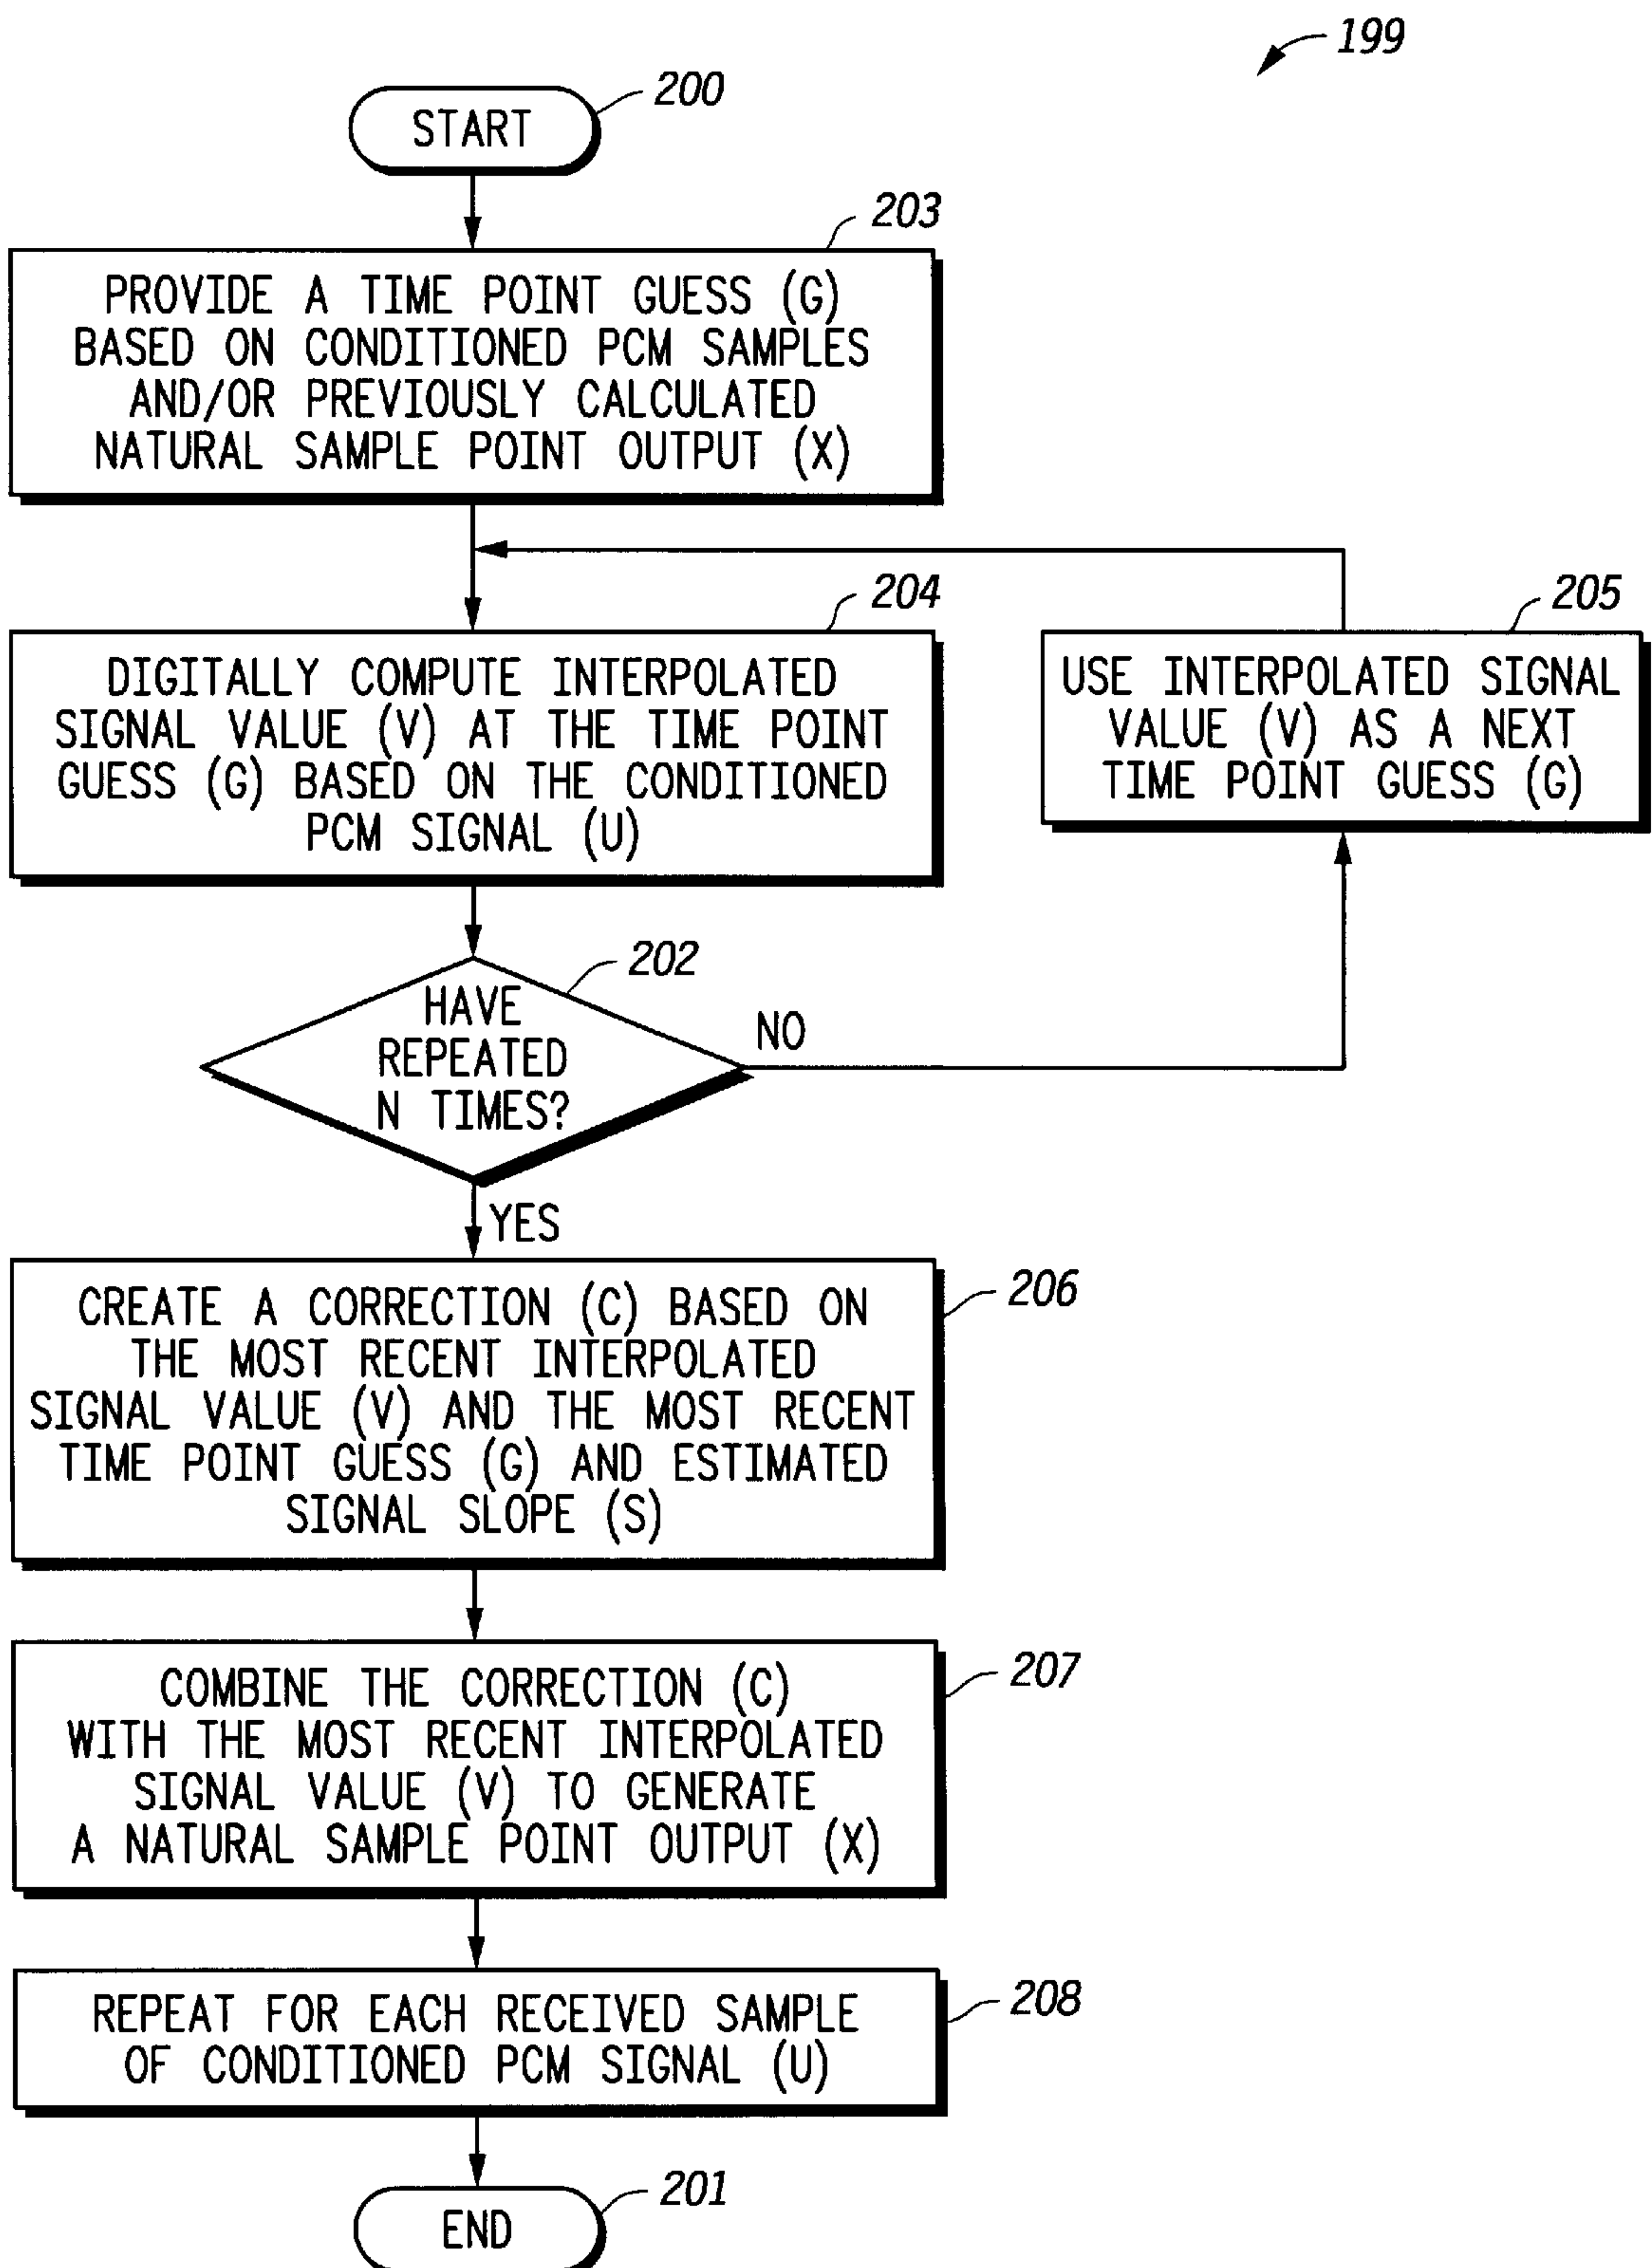 199
200
START
203
PROVIDE A TIME POINT GUESS (G)
BASED ON CONDITIONED PCM SAMPLES
AND/OR PREVIOUSLY CALCULATED
NATURAL SAMPLE POINT OUTPUT (X)
204
DIGITALLY COMPUTE INTERPOLATED
SIGNAL VALUE (V) AT THE TIME POINT
GUESS (G) BASED ON THE CONDITIONED
PCM SIGNAL (U)
205
USE INTERPOLATED SIGNAL
VALUE (V) AS A NEXT
TIME POINT GUESS (G)
202
HAVE
REPEATED
N TIMES?
NO
YES
206
CREATE A CORRECTION (C) BASED ON
THE MOST RECENT INTERPOLATED
SIGNAL VALUE (V) AND THE MOST RECENT
TIME POINT GUESS (G) AND ESTIMATED
SIGNAL SLOPE (S)
207
COMBINE THE CORRECTION (C)
WITH THE MOST RECENT INTERPOLATED
SIGNAL VALUE (V) TO GENERATE
A NATURAL SAMPLE POINT OUTPUT (X)
208
REPEAT FOR EACH RECEIVED SAMPLE
OF CONDITIONED PCM SIGNAL (U)
201
END